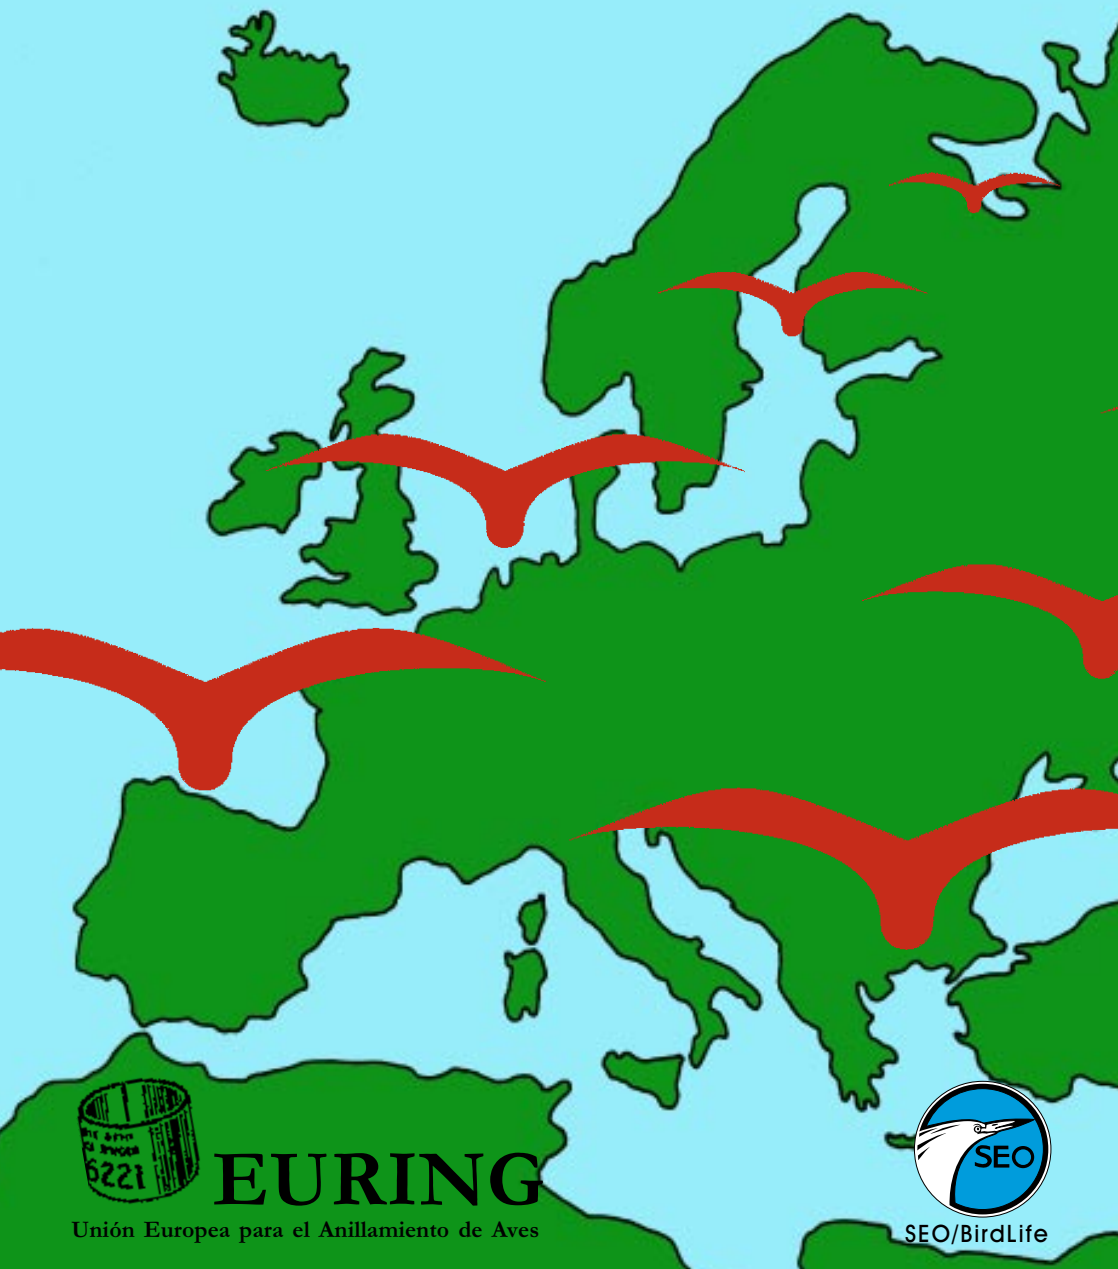 6221
EURING
Unión Europea para el Anillamiento de Aves
SEO
SEO/BirdLife